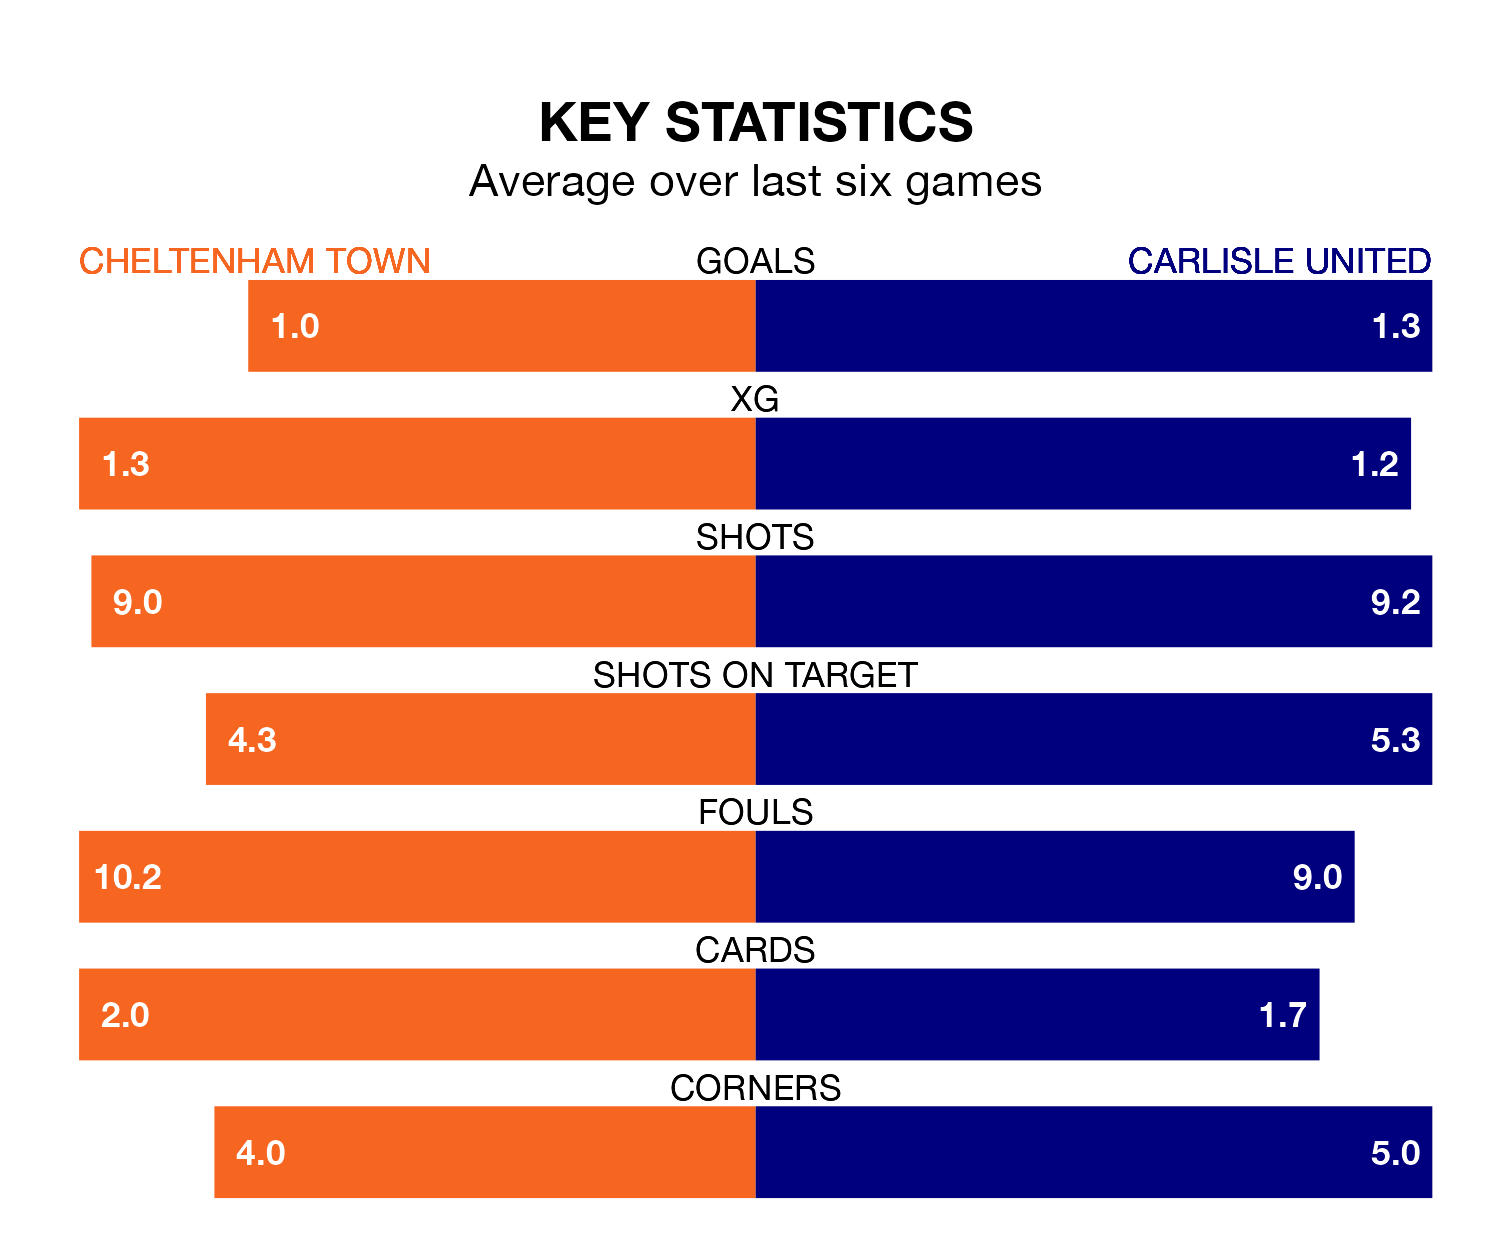 KEY STATISTICS
Average over last six games
CHELTENHAM TOWN GOALS CARLISLE UNITED
1.0 1.3
XG
1.3 1.2
SHOTS
9.0 9.2
SHOTS ON TARGET
4.3 5.3
FOULS
10.2 9.0
CARDS
2.0 1.7
CORNERS
4.0 5.0